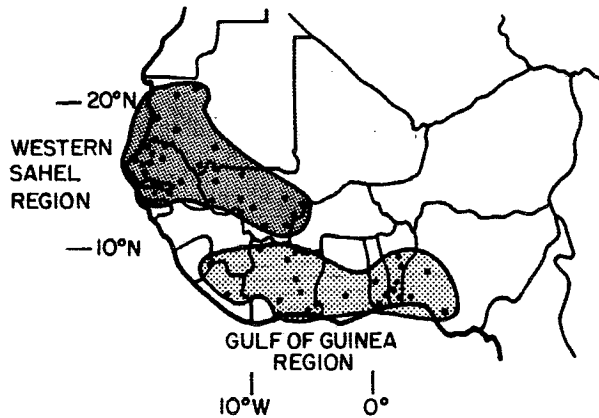 20°N
WESTERN
SAHEL
REGION
10°N
GULF OF GUINEA
REGION
10°W
0°